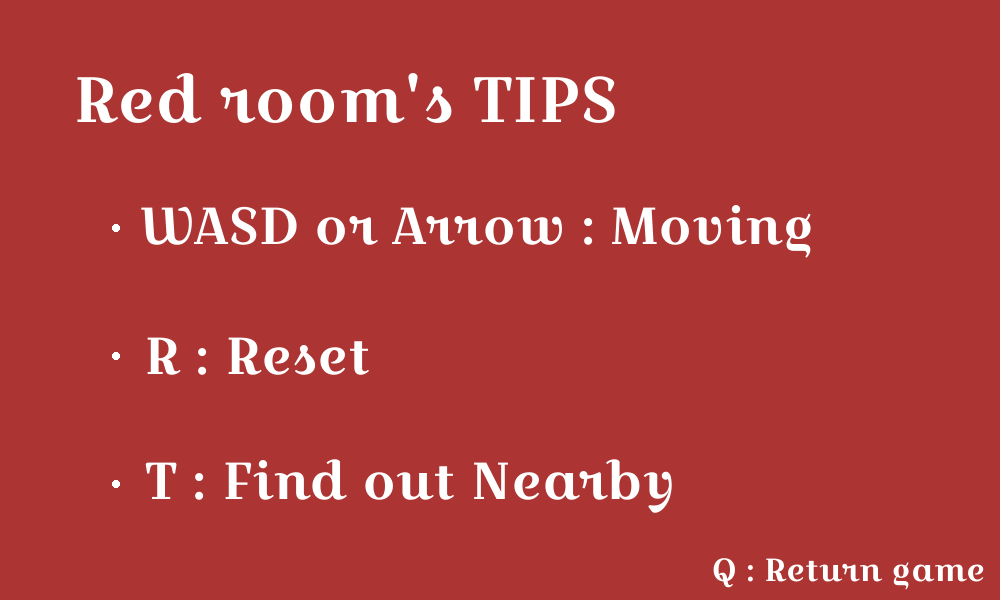 Red room's TIPS
· WASD or Arrow : Moving
· R : Reset
· T : Find out Nearby
Q : Return game